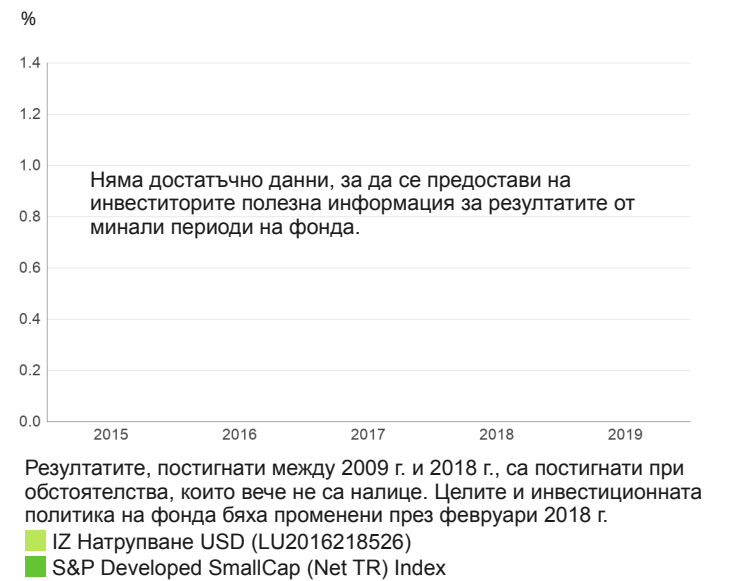 %
1.4
1.2
1.0
Няма достатъчно данни, за да се предостави на
инвеститорите полезна информация за резултатите от
0.8
минали периоди на фонда.
0.6
0.4
0.2
0.0
2015 2016 2017 2018 2019
Резултатите, постигнати между 2009 г. и 2018 г., са постигнати при
обстоятелства, които вече не са налице. Целите и инвестиционната
политика на фонда бяха променени през февруари 2018 г.
IZ Натрупване USD (LU2016218526)
S&P Developed SmallCap (Net TR) Index